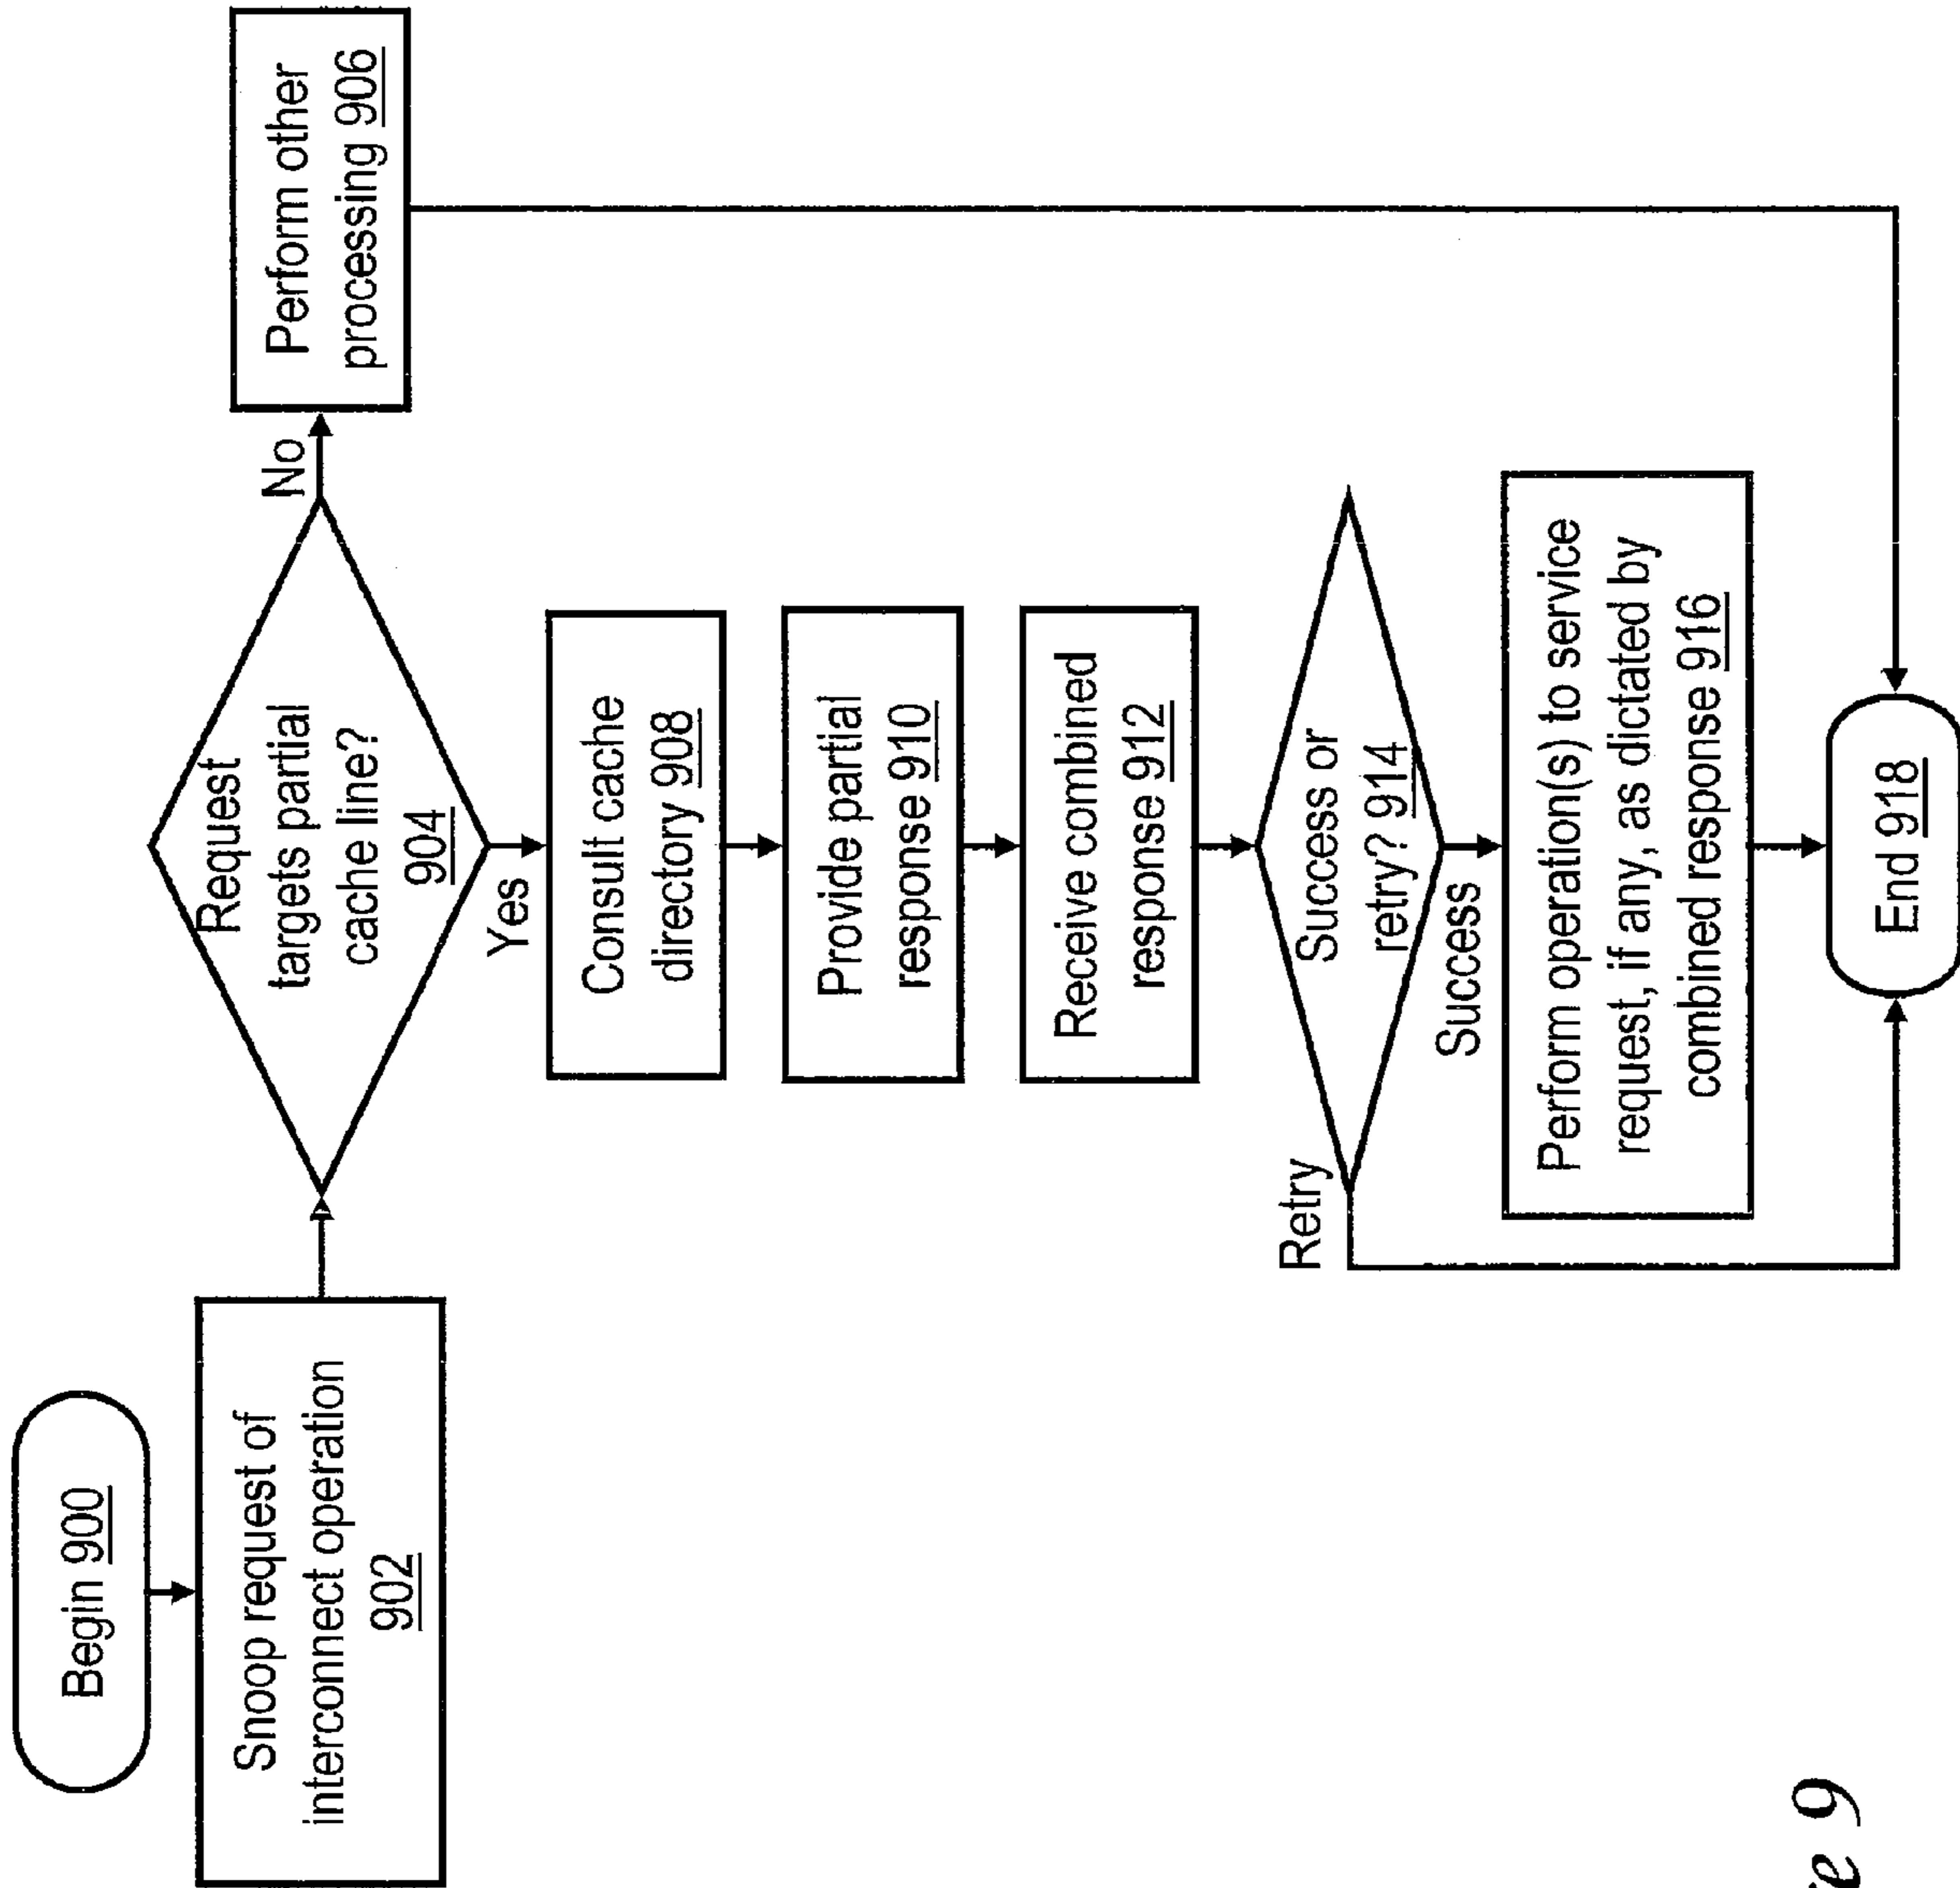 Begin 900
Snoop request of
interconnect operation
902
Request
targets partial
cache line?
904
No
Perform other
processing 906
Yes
Consult cache
directory 908
Provide partial
response 910
Receive combined
response 912
Success or
retry? 914
Retry
Success
Perform operation(s) to service
request, if any, as dictated by
combined response 916
End 918
9